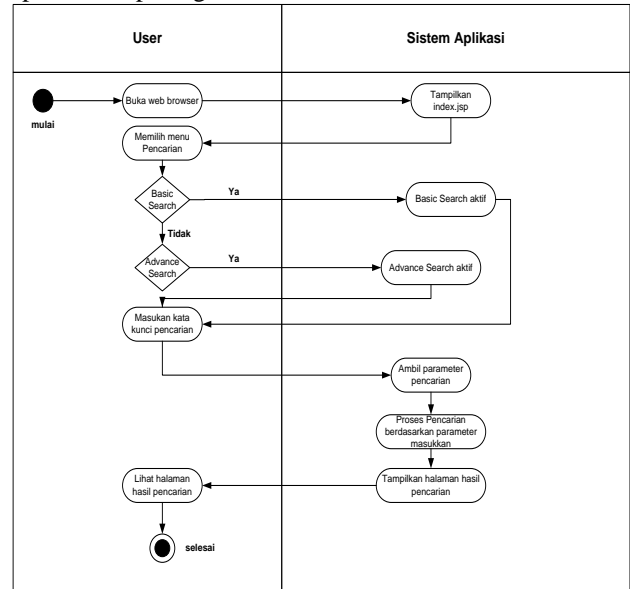 User
Sistem Aplikasi
mulai
Buka web browser
Tampilkan
index.jsp
Memilih menu
Pencarian
Basic
Search
Ya
Basic Search aktif
Tidak
Advance
Search
Ya
Advance Search aktif
Masukan kata
kunci pencarian
Ambil parameter
pencarian
Proses Pencarian
berdasarkan parameter
masukkan
Tampilkan halaman hasil
pencarian
Lihat halaman
hasil pencarian
selesai